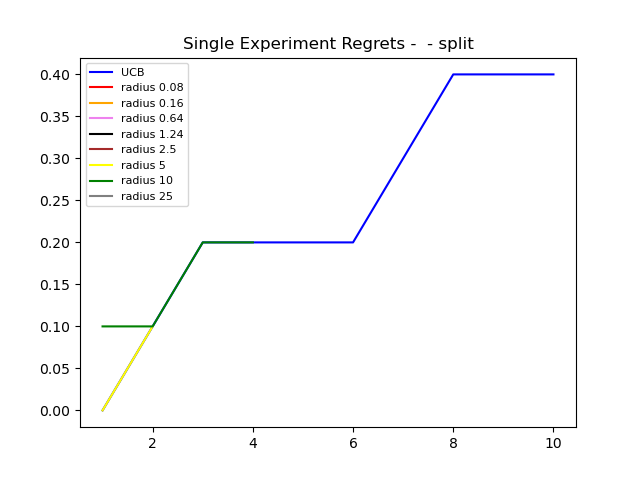 Single Experiment Regrets -  - split
0.40
0.35
0.30
0.25
0.20
0.15
0.10
0.05
0.00
UCB
radius 0.08
radius 0.16
radius 0.64
radius 1.24
radius 2.5
radius 5
radius 10
radius 25
2
4
6
8
10